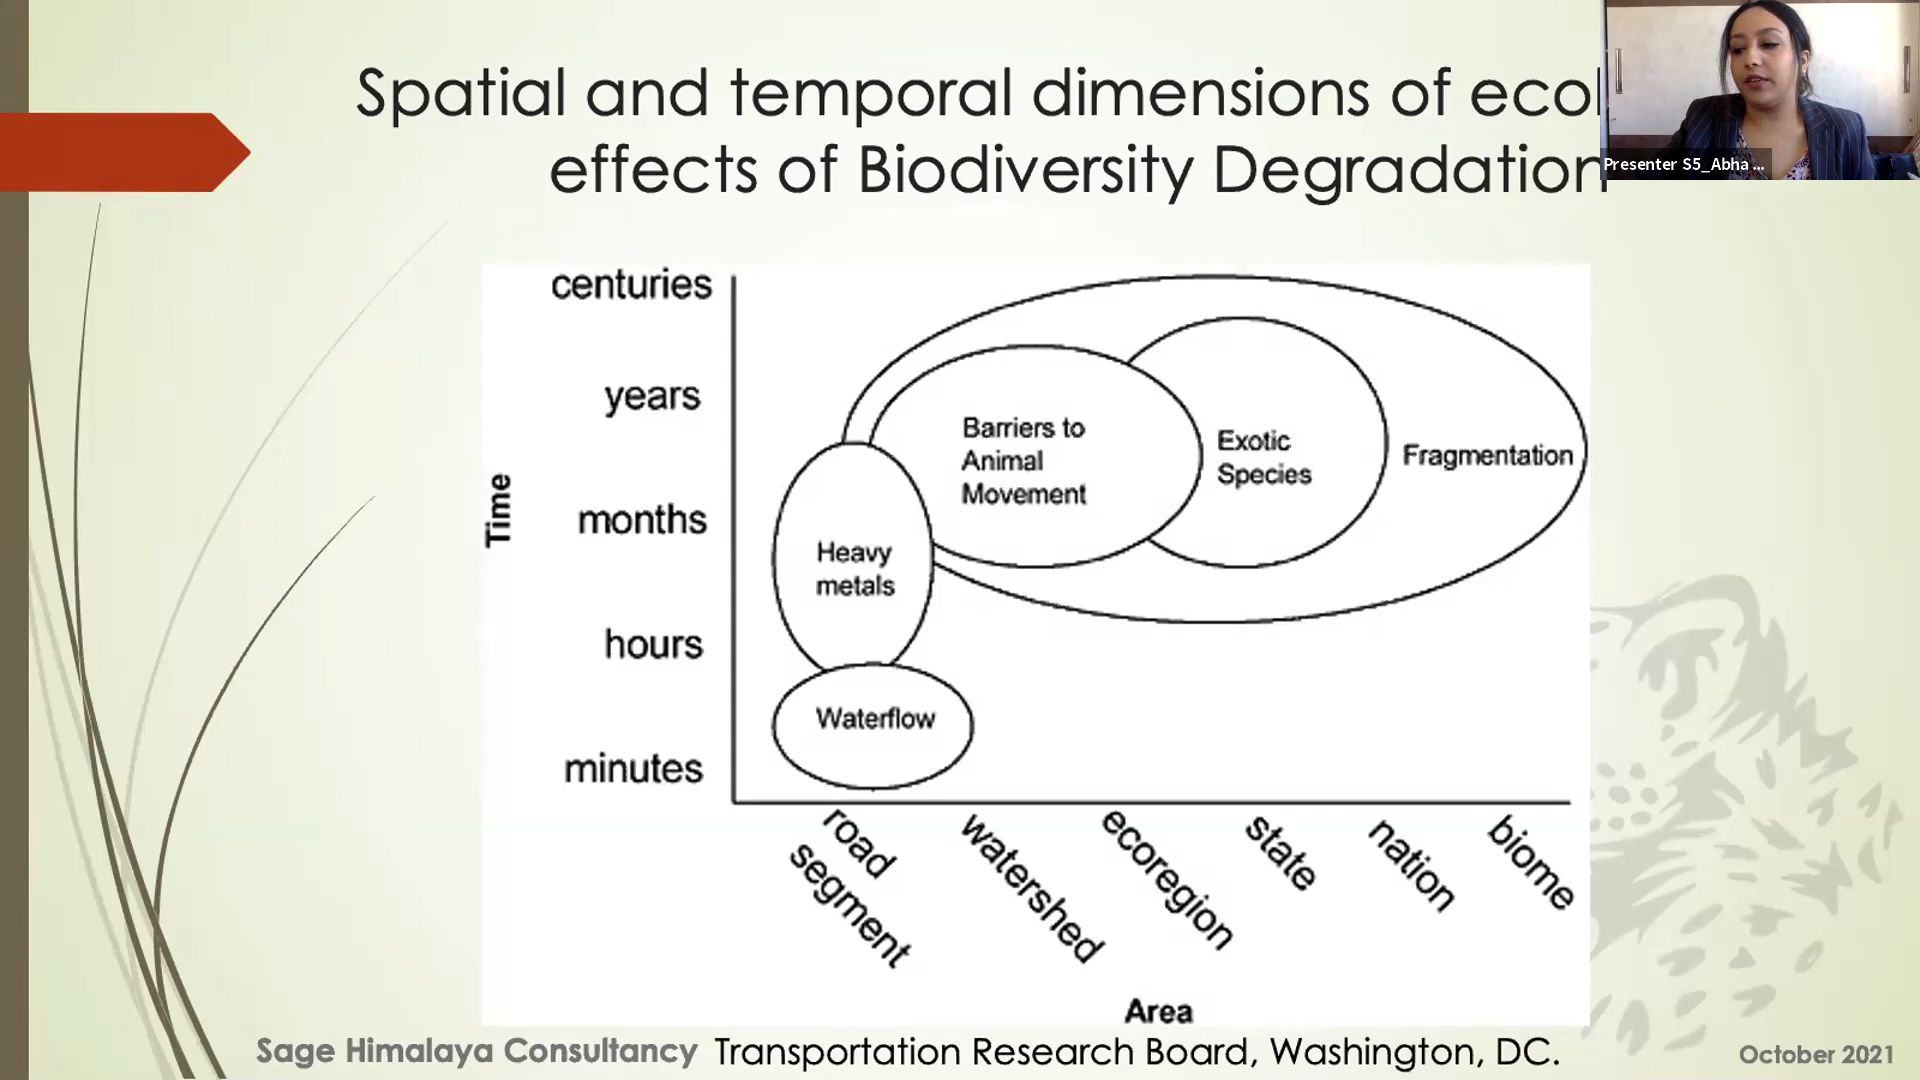 Spatial and temporal dimensions of ecol
effects of Biodiversity Degradation
Presenter S5_Abha ...
centuries
years
months
hours
minutes
Time
Barriers to
Animal
Movement
Exotic
Species
Fragmentation
Heavy
metals
Waterflow
road
segment
watershed
ecoregion
state
nation
biome
Area
Sage Himalaya Consultancy Transportation Research Board, Washington, DC.
October 2021